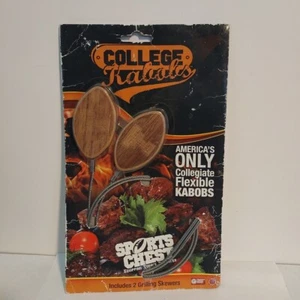 COLLEGE
Kabobs
AMERICA'S
ONLY
Collegiate
Flexible
KABOBS
SPORTS
CHEST
Includes 2 Grilling Skewers